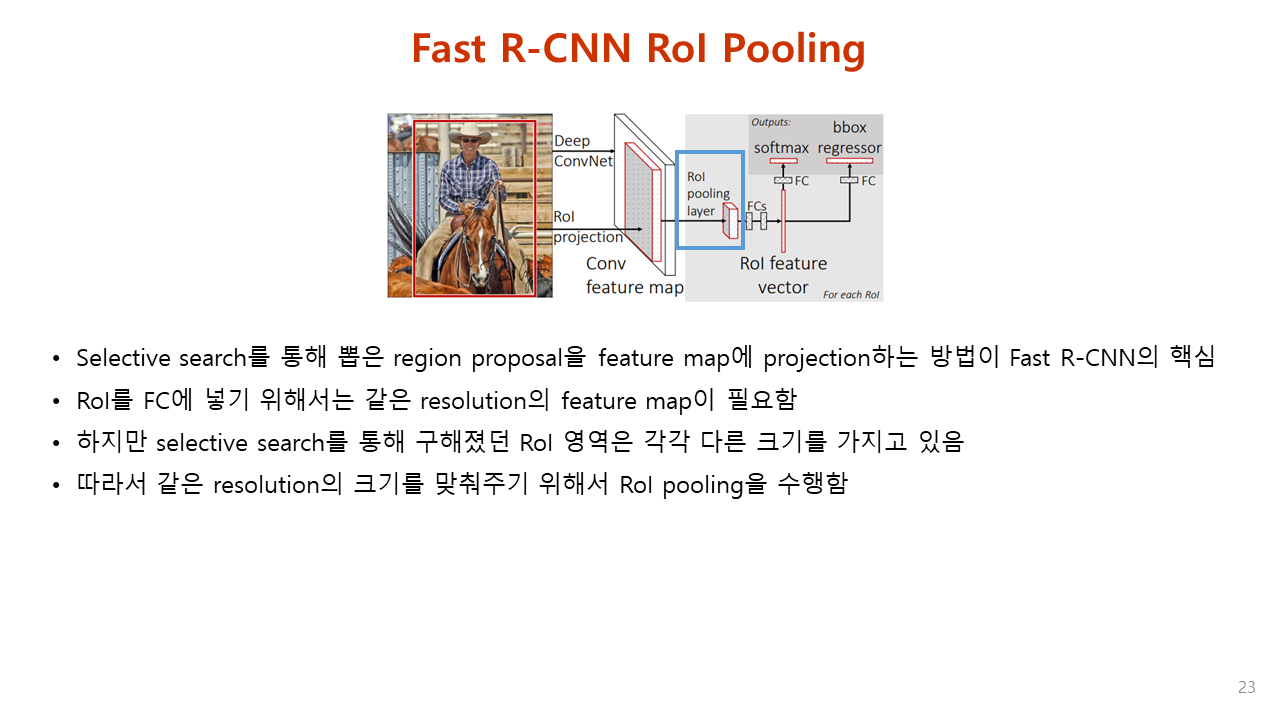 Fast R-CNN RoI Pooling
Deep
ConvNet
RoI
projection
Conv
feature map
RoI
pooling
layer
FCs
Outputs:
softmax
bbox
regressor
FC
FC
RoI feature
vector
For each RoI
• Selective search를 통해 뽑은 region proposal을 feature map에 projection하는 방법이 Fast R-CNN의 핵심
• RoI를 FC에 넣기 위해서는 같은 resolution의 feature map이 필요함
• 하지만 selective search를 통해 구해졌던 RoI 영역은 각각 다른 크기를 가지고 있음
• 따라서 같은 resolution의 크기를 맞춰주기 위해서 RoI pooling을 수행함
23